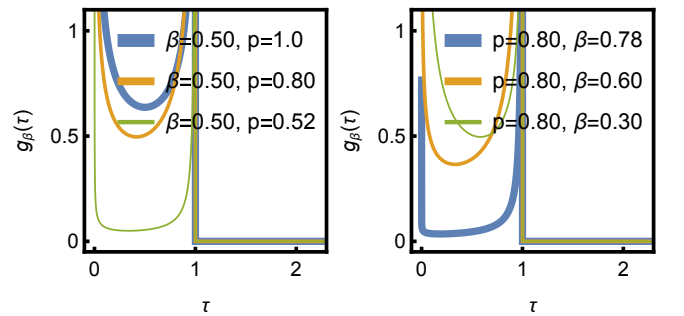 1
0.5
0
g_β(τ)
β=0.50, p=1.0
β=0.50, p=0.80
β=0.50, p=0.52
0 1 2
τ
1
0.5
0
g_β(τ)
p=0.80, β=0.78
p=0.80, β=0.60
p=0.80, β=0.30
0 1 2
τ